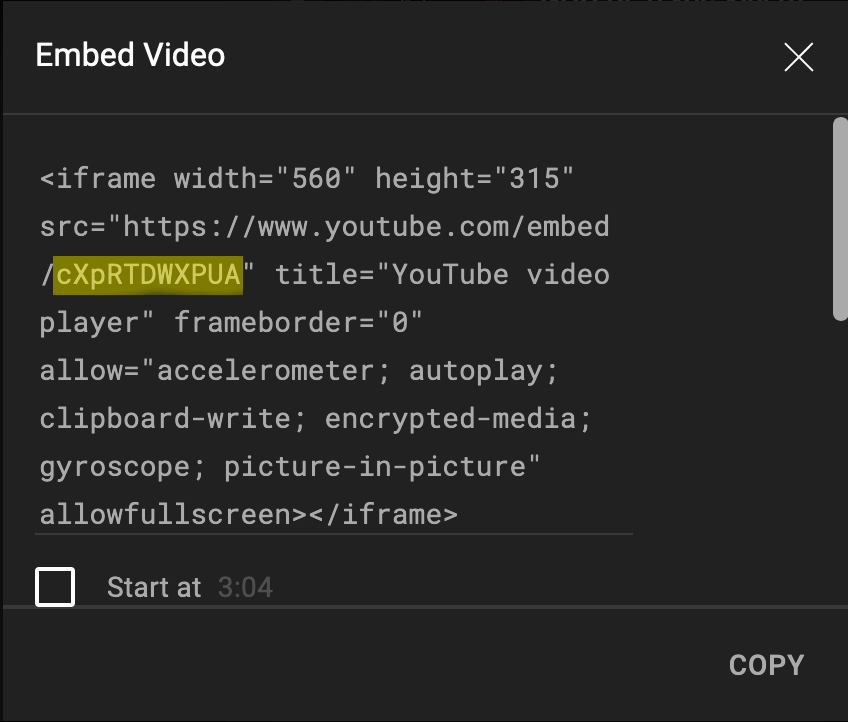 Embed Video
<iframe width="560" height="315"
src="https://www.youtube.com/embed
/cXpRTDWXPUA" title="YouTube video
player" frameborder="0"
allow="accelerometer; autoplay;
clipboard-write; encrypted-media;
gyroscope; picture-in-picture"
allowfullscreen></iframe>
Start at 3:04
COPY